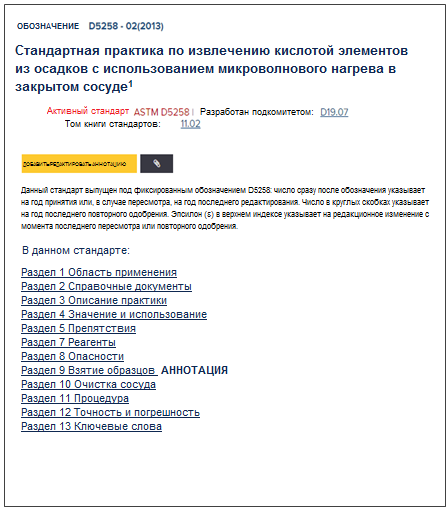 ОБОЗНАЧЕНИЕ D5258 - 02(2013)
Стандартная практика по извлечению кислотой элементов
из осадков с использованием микроволнового нагрева в
закрытом сосуде¹
Активный стандарт ASTM D5258 | Разработан подкомитетом: D19.07
Том книги стандартов: 11.02
ДОБАВИТЬ/РЕДАКТИРОВАТЬ АННОТАЦИЮ
Данный стандарт выпущен под фиксированным обозначением D5258: число сразу после обозначения указывает
на год принятия или, в случае пересмотра, на год последнего редактирования. Число в круглых скобках указывает
на год последнего повторного одобрения. Эпсилон (ε) в верхнем индексе указывает на редакционное изменение с
момента последнего пересмотра или повторного одобрения.
В данном стандарте:
Раздел 1 Область применения
Раздел 2 Справочные документы
Раздел 3 Описание практики
Раздел 4 Значение и использование
Раздел 5 Препятствия
Раздел 7 Реагенты
Раздел 8 Опасности
Раздел 9 Взятие образцов АННОТАЦИЯ
Раздел 10 Очистка сосуда
Раздел 11 Процедура
Раздел 12 Точность и погрешность
Раздел 13 Ключевые слова